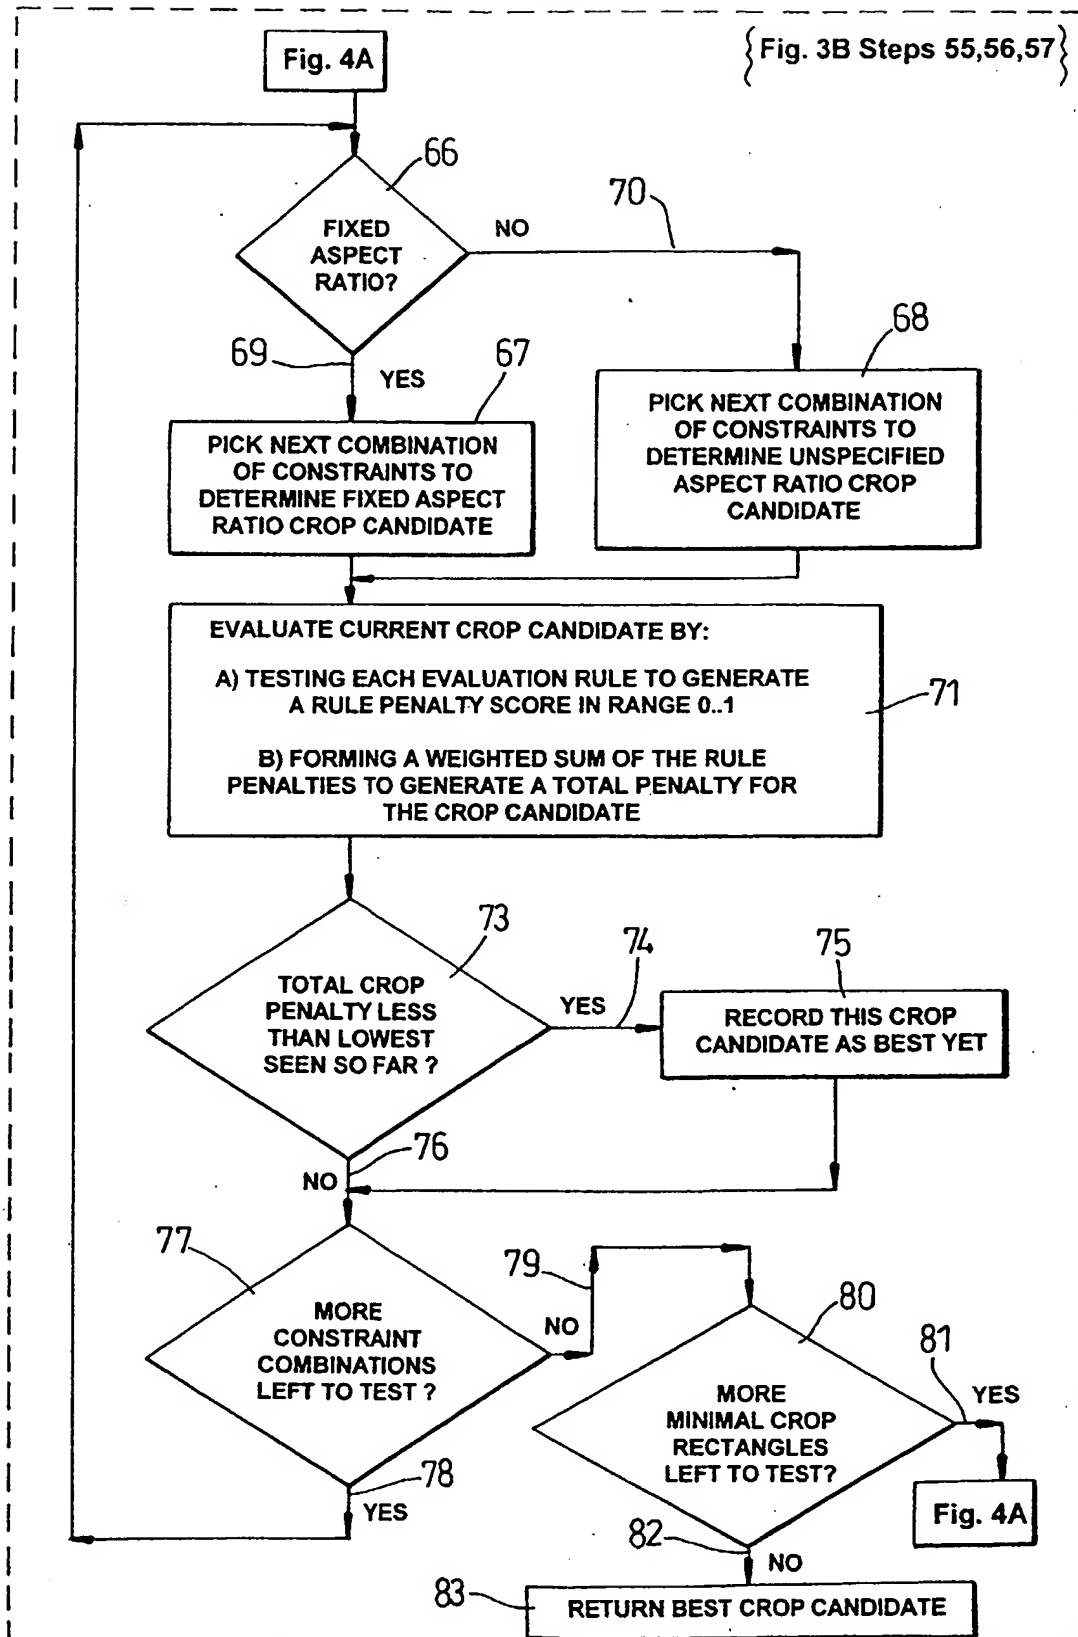 Fig. 4A
{Fig. 3B Steps 55,56,57}
66
FIXED
ASPECT
RATIO?
NO
70
69
YES
67
68
PICK NEXT COMBINATION
OF CONSTRAINTS TO
DETERMINE FIXED ASPECT
RATIO CROP CANDIDATE
PICK NEXT COMBINATION
OF CONSTRAINTS TO
DETERMINE UNSPECIFIED
ASPECT RATIO CROP
CANDIDATE
EVALUATE CURRENT CROP CANDIDATE BY:
A) TESTING EACH EVALUATION RULE TO GENERATE
A RULE PENALTY SCORE IN RANGE 0..1
B) FORMING A WEIGHTED SUM OF THE RULE
PENALTIES TO GENERATE A TOTAL PENALTY FOR
THE CROP CANDIDATE
71
73
TOTAL CROP
PENALTY LESS
THAN LOWEST
SEEN SO FAR ?
YES
74
75
RECORD THIS CROP
CANDIDATE AS BEST YET
76
NO
77
MORE
CONSTRAINT
COMBINATIONS
LEFT TO TEST ?
NO
79
78
YES
80
MORE
MINIMAL CROP
RECTANGLES
LEFT TO TEST?
81
YES
Fig. 4A
82
NO
83
RETURN BEST CROP CANDIDATE